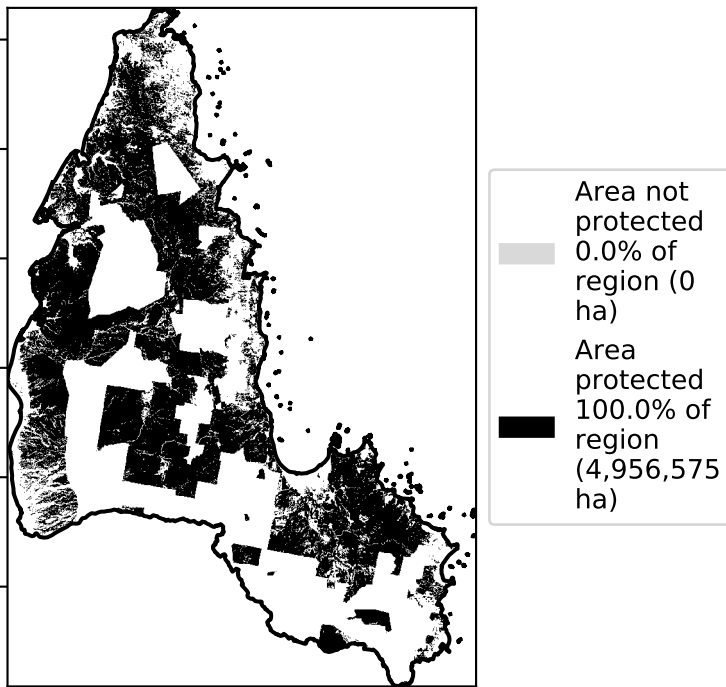 Area not
protected
0.0% of
region (0
ha)
Area
protected
100.0% of
region
(4,956,575
ha)